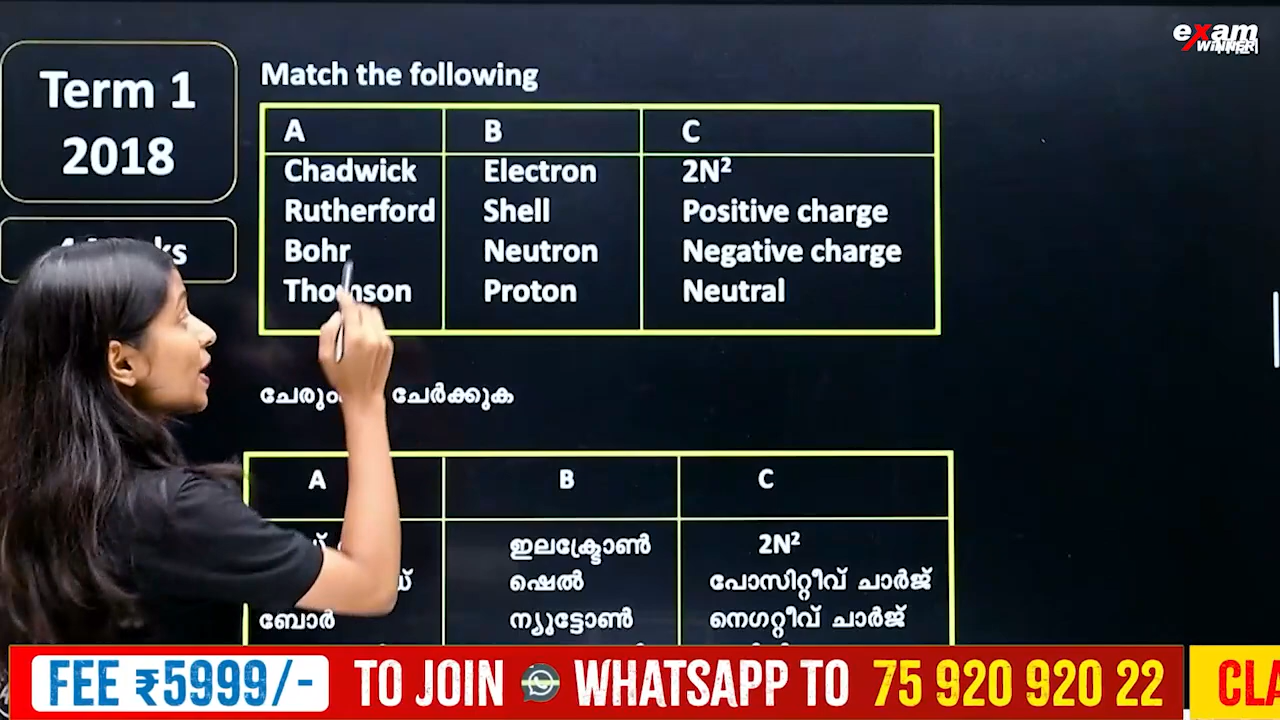 exam
WINNER
Term 1
2018
Match the following
A B C
Chadwick Electron 2N²
Rutherford Shell Positive charge
Bohr Neutron Negative charge
Thomson Proton Neutral
ചേർക്കുക
A B C
ഇലക്ട്രോൺ 2N²
ഷെൽ പോസിറ്റീവ് ചാർജ്
ബോർ ന്യൂട്ടോൺ നെഗറ്റീവ് ചാർജ്
FEE ₹5999/- TO JOIN WHATSAPP TO 75 920 920 22